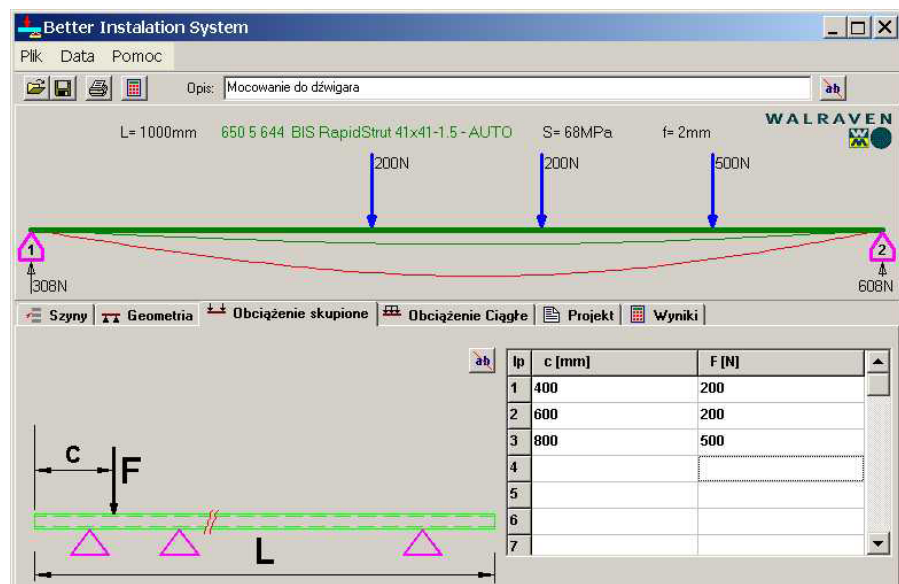 Better Instalation System
Plik Data Pomoc
Opis: Mocowanie do dźwigara ab
WALRAVEN
L= 1000mm 650 5 644 BIS RapidStrut 41x41-1.5 - AUTO S= 68MPa f= 2mm
200N 200N 500N
1 2
308N 608N
Szyny Geometria Obciążenie skupione Obciążenie Ciągłe Projekt Wyniki
ab lp c [mm] F [N]
1 400 200
2 600 200
3 800 500
4
5
6
7
C F
L